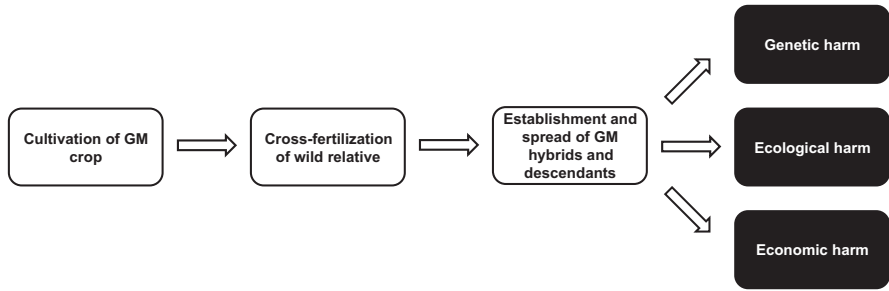 Cultivation of GM
crop
Cross-fertilization
of wild relative
Establishment and
spread of GM
hybrids and
descendants
Genetic harm
Ecological harm
Economic harm